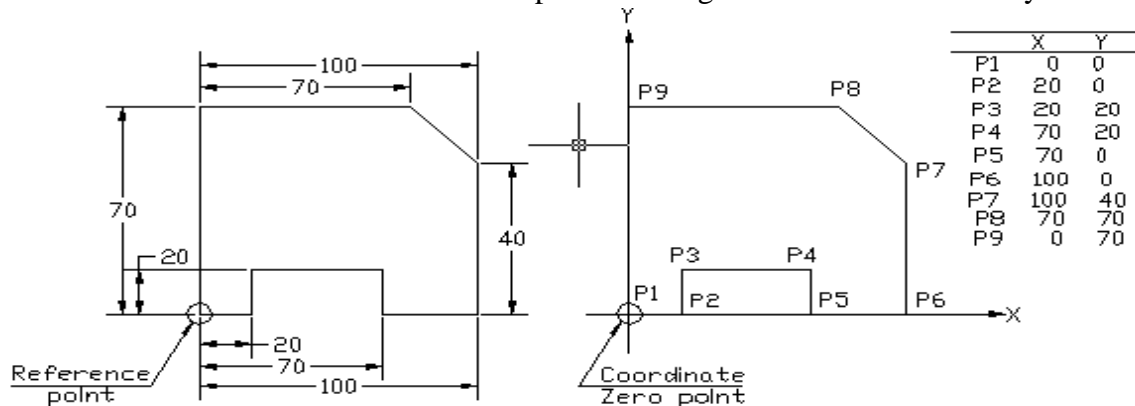 Y
X Y
P1 0 0
P2 20 0
P3 20 20
P4 70 20
P5 70 0
P6 100 0
P7 100 40
P8 70 70
P9 0 70
100
70
70
20
40
20
70
100
Reference
point
P9
P8
P7
P3
P4
P1
P2
P5
P6
X
Coordinate
Zero point